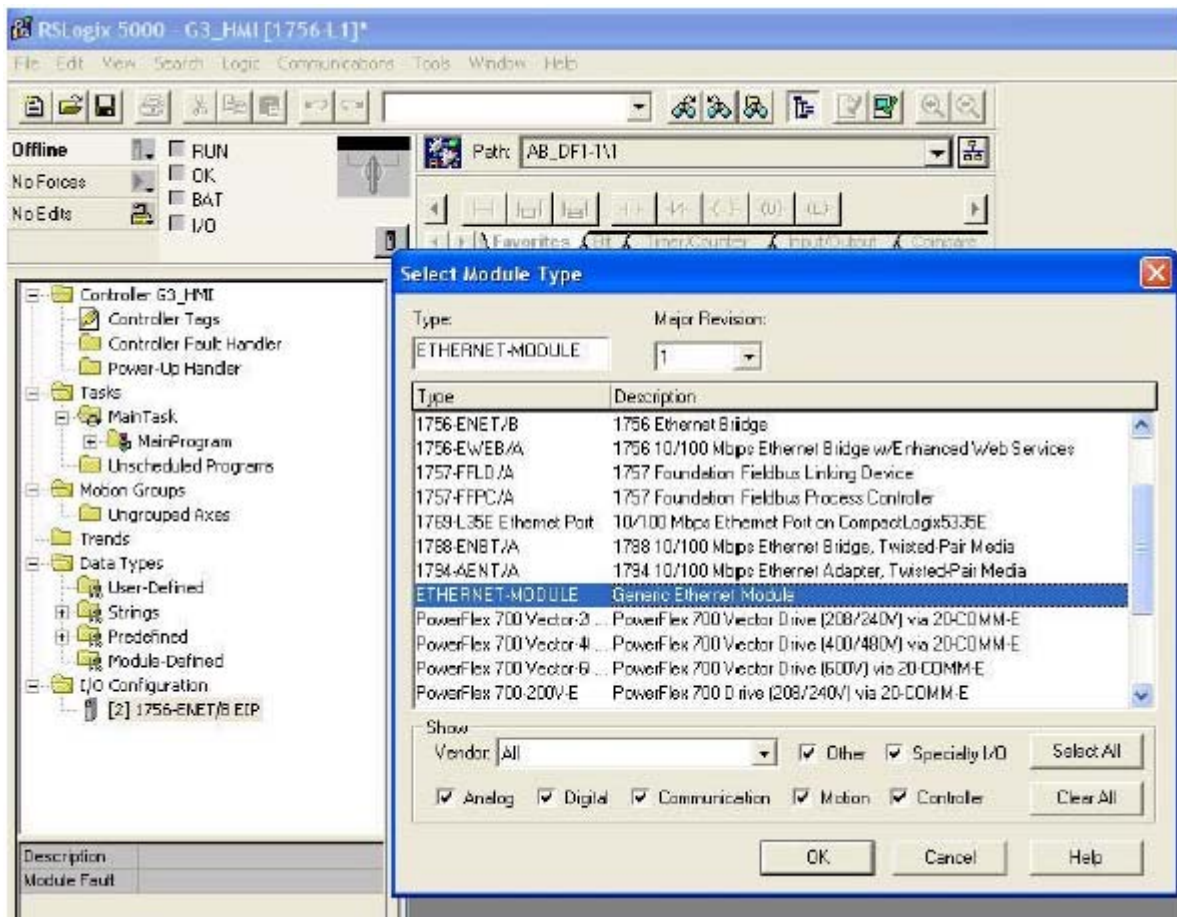 RSLogix 5000 - G3_HMI [1756-L1]*
File Edit View Search Logic Communications Tools Window Help
Offline
RUN
No Forces
OK
No Edits
BAT
I/O
Path: AB_DF1-1\1
Favorites Bit Timer/Counter Input/Output Compare
Controller G3_HMI
Controller Tags
Controller Fault Handler
Power-Up Handler
Tasks
MainTask
MainProgram
Unscheduled Programs
Motion Groups
Ungrouped Axes
Trends
Data Types
User-Defined
Strings
Predefined
Module-Defined
I/O Configuration
[2] 1756-ENET/B EIP
Description
Module Fault
Select Module Type
Type: Major Revision:
ETHERNET-MODULE 1
Type Description
1756-ENET/B 1756 Ethernet Bridge
1756-EWEB/A 1756 10/100 Mbps Ethernet Bridge w/Enhanced Web Services
1757-FFLD/A 1757 Foundation Fieldbus Linking Device
1757-FFPC/A 1757 Foundation Fieldbus Process Controller
1769-L35E Ethernet Port 10/100 Mbps Ethernet Port on CompactLogix5335E
1788-ENBT/A 1788 10/100 Mbps Ethernet Bridge, Twisted-Pair Media
1794-AENT/A 1794 10/100 Mbps Ethernet Adapter, Twisted-Pair Media
ETHERNET-MODULE Generic Ethernet Module
PowerFlex 700 Vector-2... PowerFlex 700 Vector Drive (208/240V) via 20-COMM-E
PowerFlex 700 Vector-4... PowerFlex 700 Vector Drive (400/480V) via 20-COMM-E
PowerFlex 700 Vector-6... PowerFlex 700 Vector Drive (600V) via 20-COMM-E
PowerFlex 700-200V-E PowerFlex 700 Drive (208/240V) via 20-COMM-E
Show
Vendor: All Other Specialty I/O Select All
Analog Digital Communication Motion Controller Clear All
OK Cancel Help